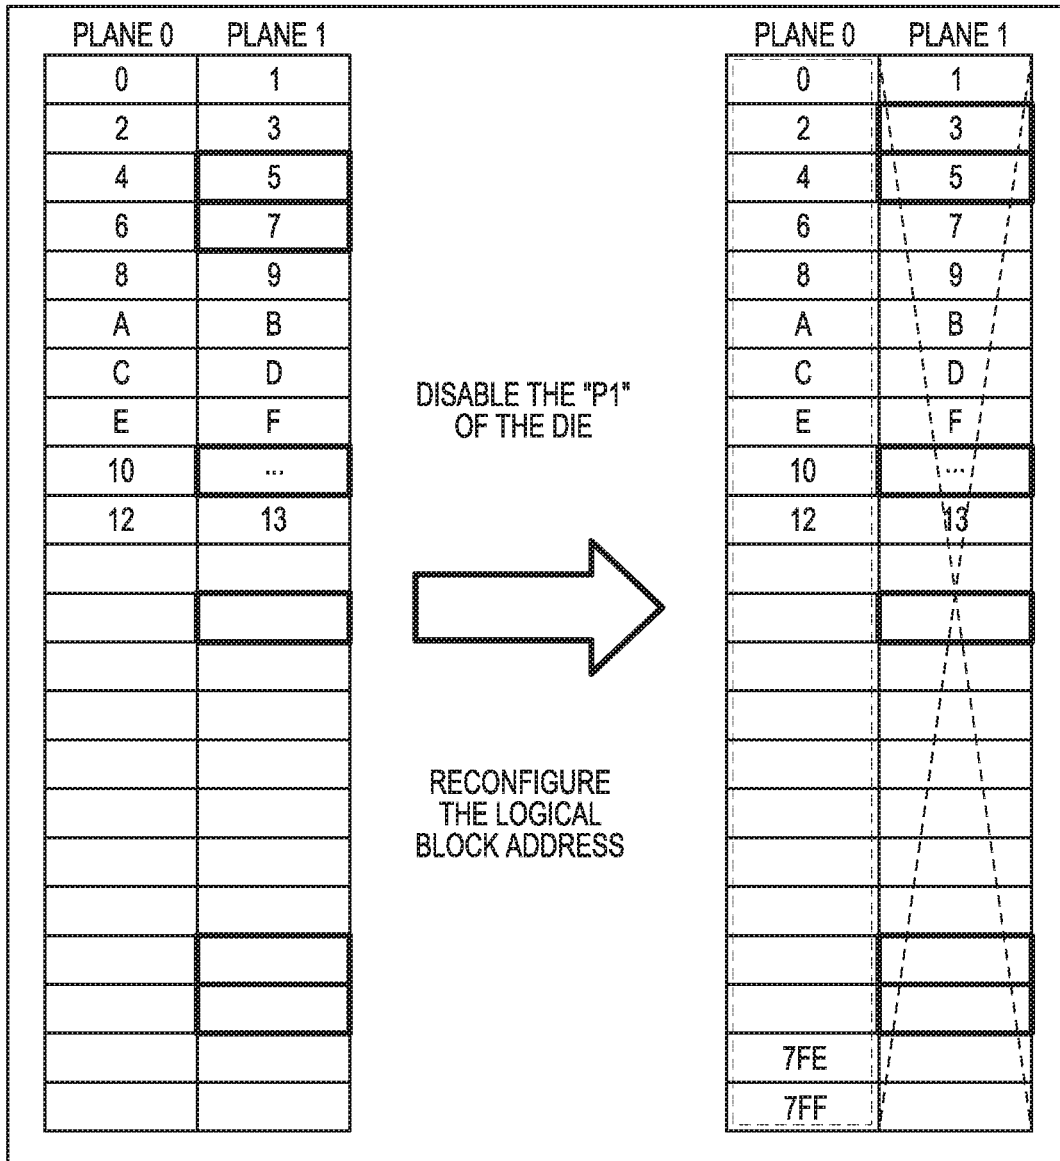 PLANE 0 PLANE 1 PLANE 0 PLANE 1
0 1 0 1
2 3 2 3
4 5 4 5
6 7 6 7
8 9 8 9
A B A B
C D C D
DISABLE THE "P1"
OF THE DIE
E F E F
10 ... 10 ...
12 13 12 13
RECONFIGURE
THE LOGICAL
BLOCK ADDRESS
7FE
7FF